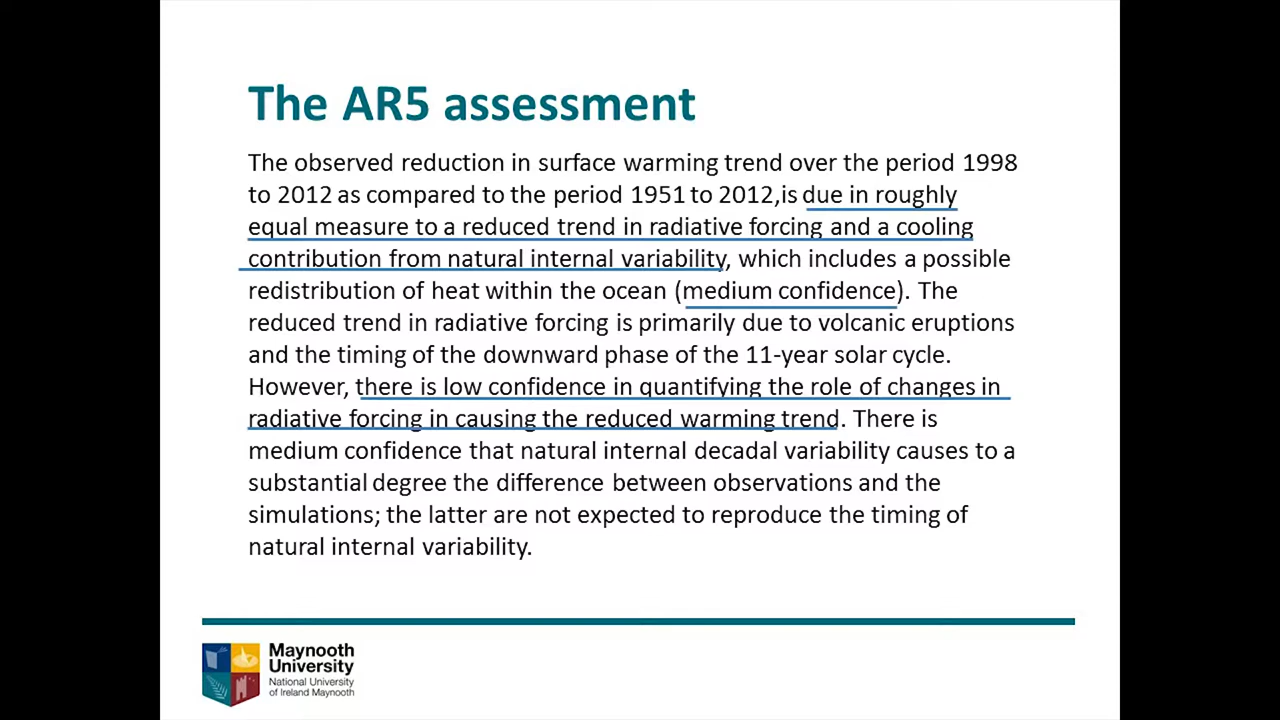 The AR5 assessment
The observed reduction in surface warming trend over the period 1998
to 2012 as compared to the period 1951 to 2012,is due in roughly
equal measure to a reduced trend in radiative forcing and a cooling
contribution from natural internal variability, which includes a possible
redistribution of heat within the ocean (medium confidence). The
reduced trend in radiative forcing is primarily due to volcanic eruptions
and the timing of the downward phase of the 11-year solar cycle.
However, there is low confidence in quantifying the role of changes in
radiative forcing in causing the reduced warming trend. There is
medium confidence that natural internal decadal variability causes to a
substantial degree the difference between observations and the
simulations; the latter are not expected to reproduce the timing of
natural internal variability.
Maynooth
University
National University
of Ireland Maynooth